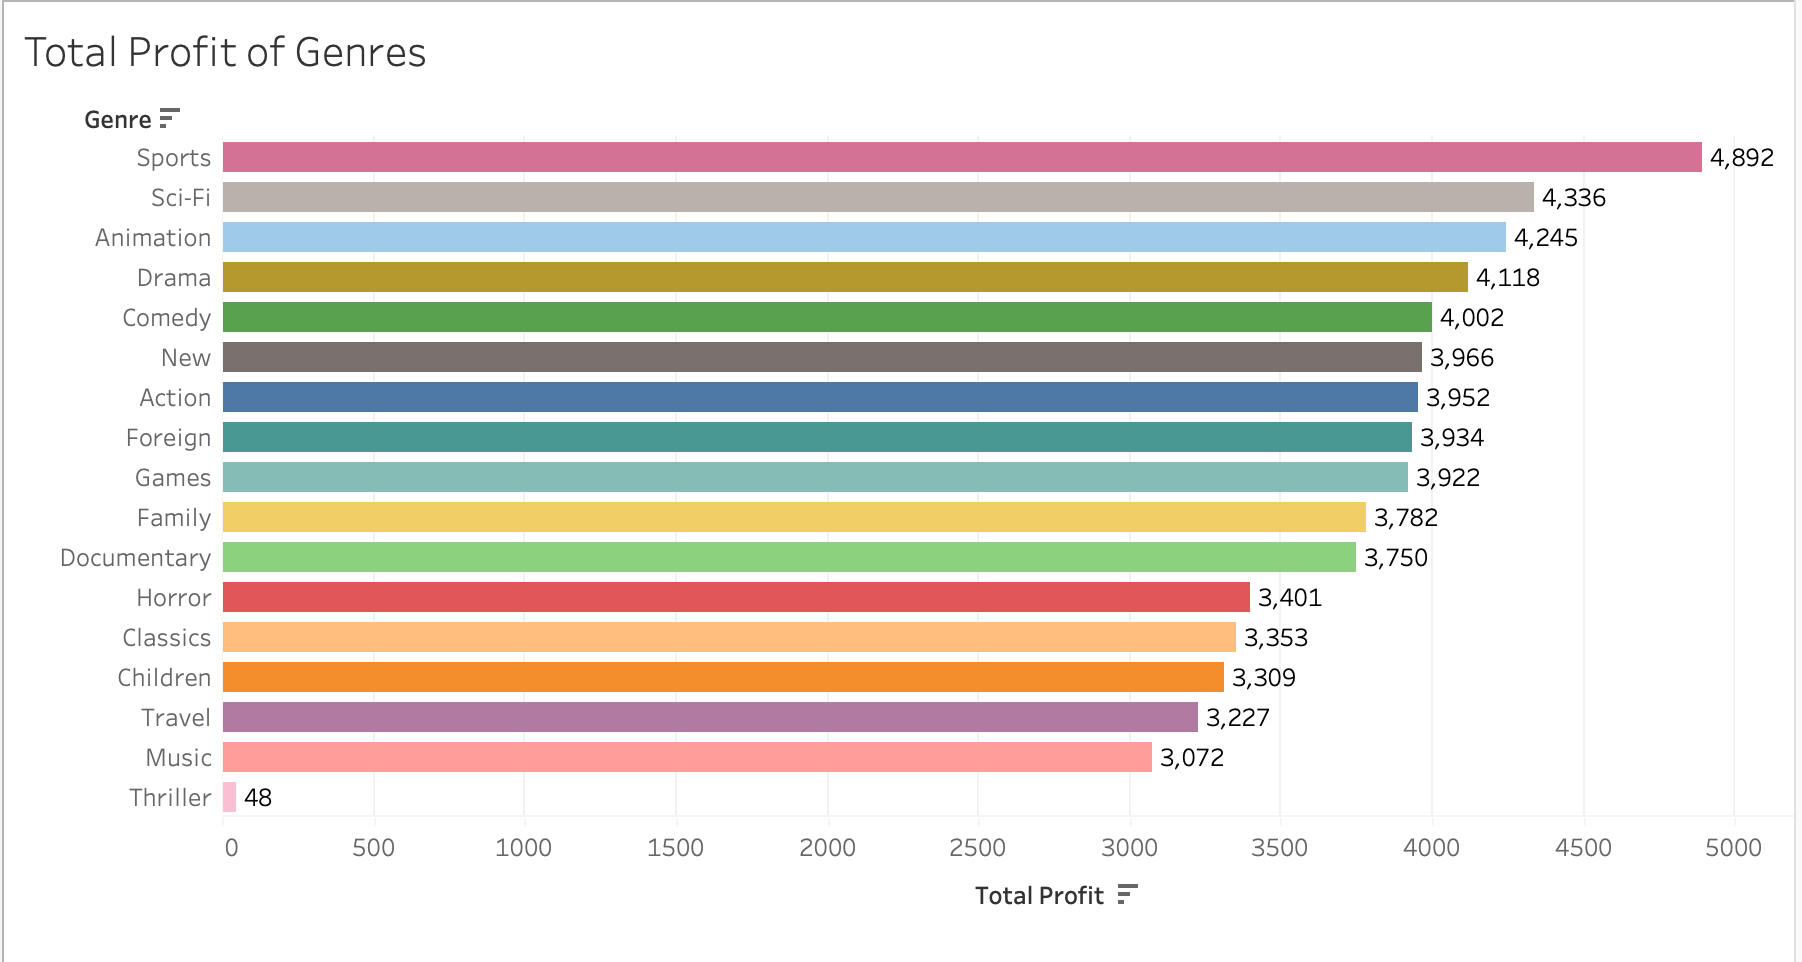 Total Profit of Genres
Genre
Sports 4,892
Sci-Fi 4,336
Animation 4,245
Drama 4,118
Comedy 4,002
New 3,966
Action 3,952
Foreign 3,934
Games 3,922
Family 3,782
Documentary 3,750
Horror 3,401
Classics 3,353
Children 3,309
Travel 3,227
Music 3,072
Thriller 48
0 500 1000 1500 2000 2500 3000 3500 4000 4500 5000
Total Profit